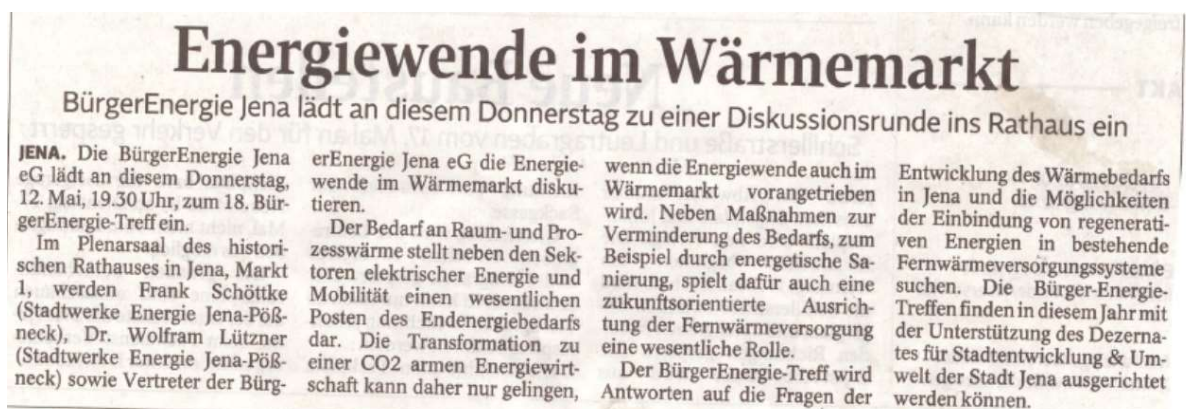 Energiewende im Wärmemarkt
BürgerEnergie Jena lädt an diesem Donnerstag zu einer Diskussionsrunde ins Rathaus ein
JENA. Die BürgerEnergie Jena
eG lädt an diesem Donnerstag,
12. Mai, 19.30 Uhr, zum 18. Bür-
gerEnergie-Treff ein.
Im Plenarsaal des histori-
schen Rathauses in Jena, Markt
1, werden Frank Schöttke
(Stadtwerke Energie Jena-Pöß-
neck), Dr. Wolfram Lützner
(Stadtwerke Energie Jena-Pöß-
neck) sowie Vertreter der Bürg-
erEnergie Jena eG die Energie-
wende im Wärmemarkt disku-
tieren.
Der Bedarf an Raum- und Pro-
zesswärme stellt neben den Sek-
toren elektrischer Energie und
Mobilität einen wesentlichen
Posten des Endenergiebedarfs
dar. Die Transformation zu
einer CO2 armen Energiewirt-
schaft kann daher nur gelingen,
wenn die Energiewende auch im
Wärmemarkt vorangetrieben
wird. Neben Maßnahmen zur
Verminderung des Bedarfs, zum
Beispiel durch energetische Sa-
nierung, spielt dafür auch eine
zukunftsorientierte Ausrich-
tung der Fernwärmeversorgung
eine wesentliche Rolle.
Der BürgerEnergie-Treff wird
Antworten auf die Fragen der
Entwicklung des Wärmebedarfs
in Jena und die Möglichkeiten
der Einbindung von regenerati-
ven Energien in bestehende
Fernwärmeversorgungssysteme
suchen. Die Bürger-Energie-
Treffen finden in diesem Jahr mit
der Unterstützung des Dezerna-
tes für Stadtentwicklung & Um-
welt der Stadt Jena ausgerichtet
werden können.